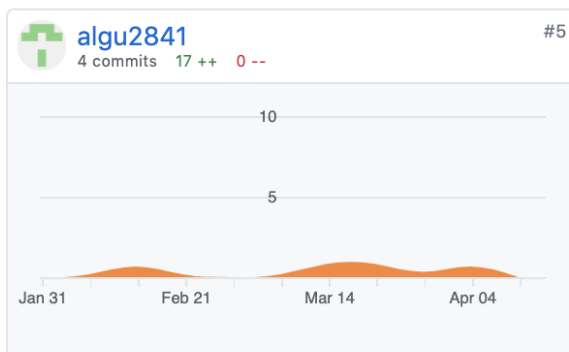 algu2841 #5
4 commits 17 ++ 0 --
10
5
Jan 31 Feb 21 Mar 14 Apr 04